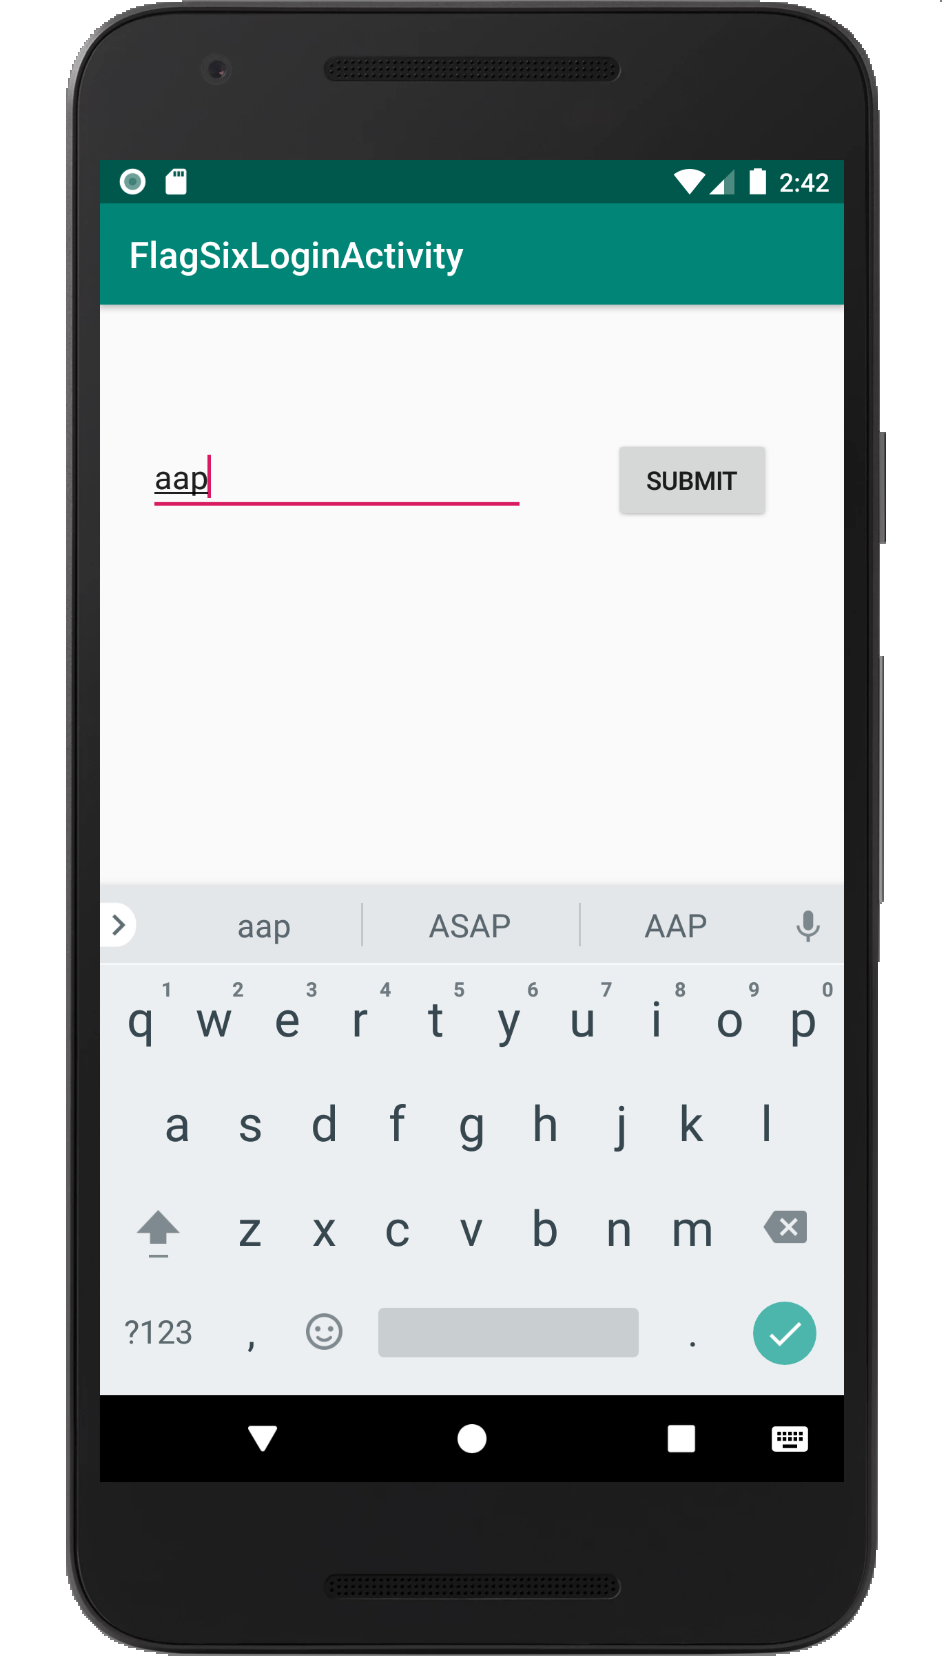 2:42
FlagSixLoginActivity
aap SUBMIT
aap ASAP AAP
1 2 3 4 5 6 7 8 9 0
q w e r t y u i o p
a s d f g h j k l
z x c v b n m
?123 , .